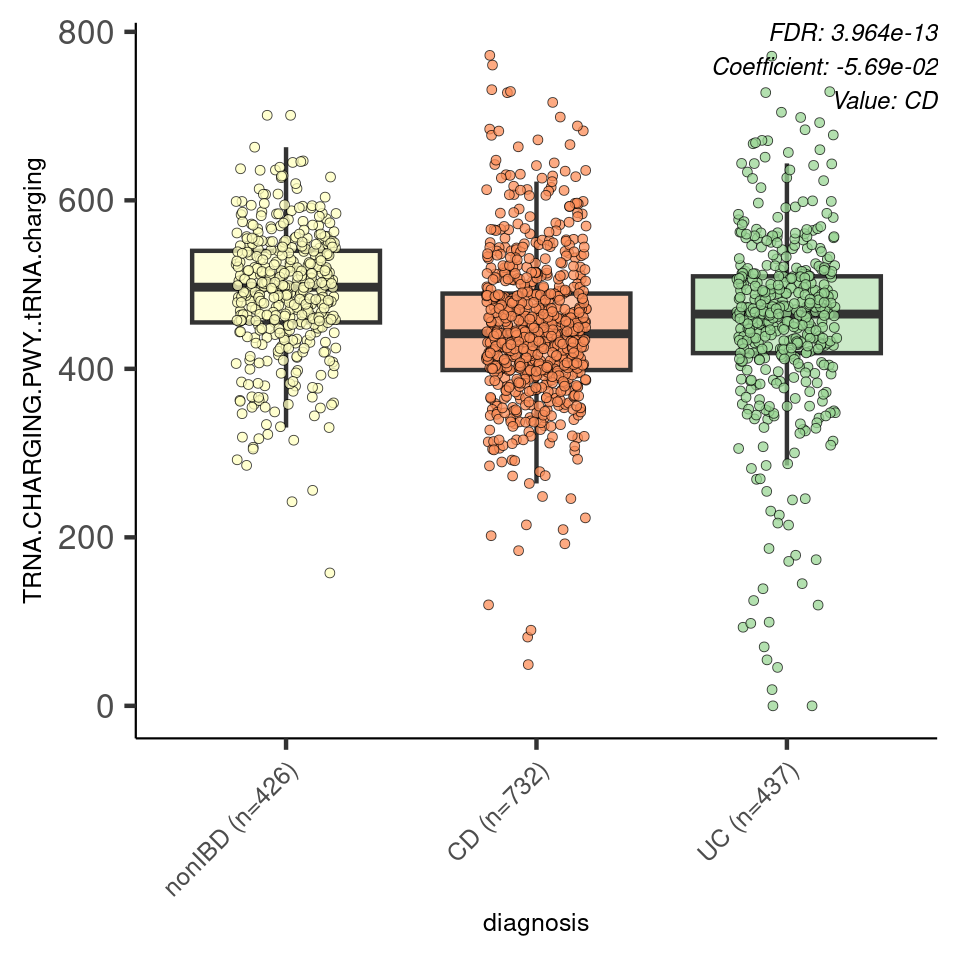 FDR: 3.964e-13
Coefficient: -5.69e-02
Value: CD
TRNA.CHARGING.PWY..tRNA.charging
800
600
400
200
0
nonIBD (n=426)
CD (n=732)
UC (n=437)
diagnosis